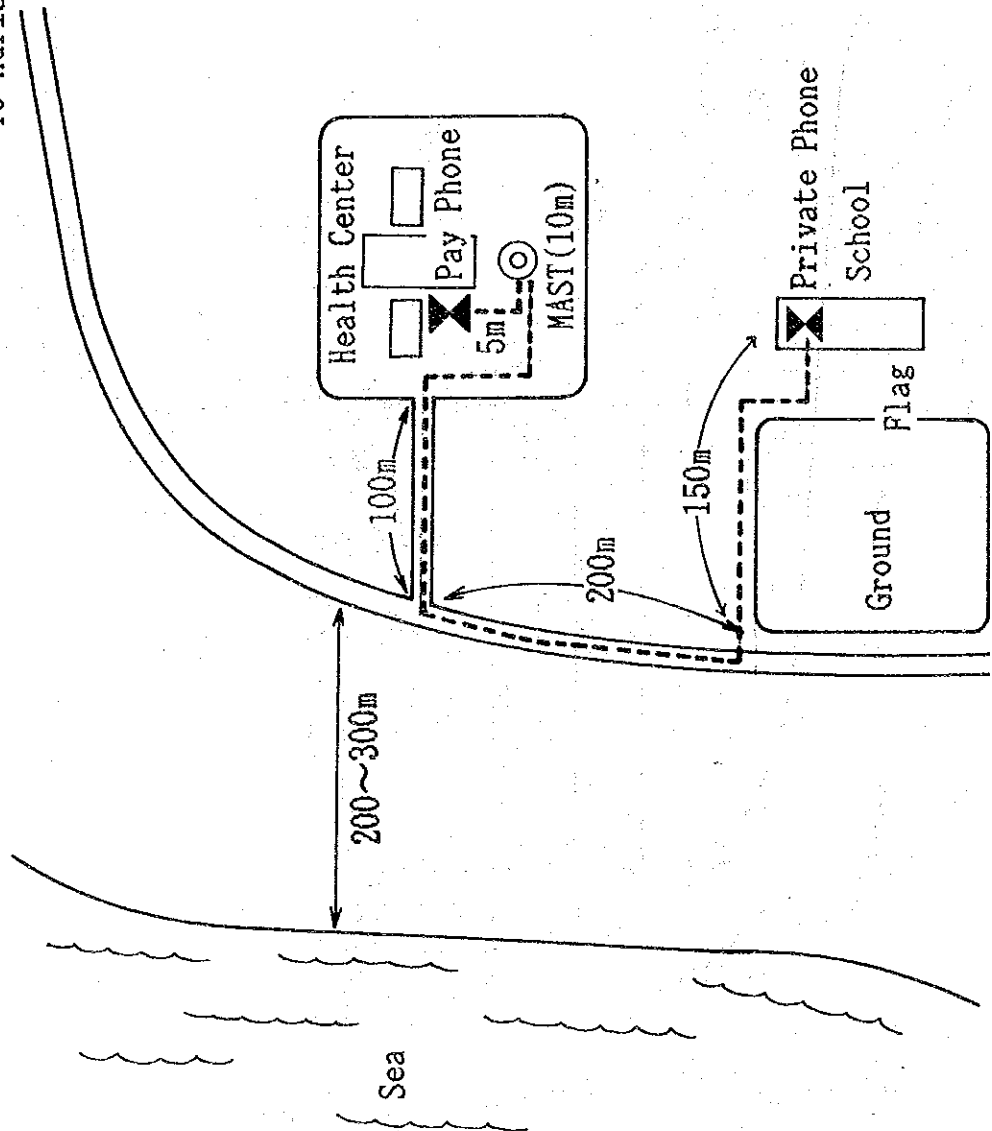 Health Center
Pay Phone
5m
MAST(10m)
100m
200m
200～300m
150m
Private Phone
School
Flag
Ground
Sea